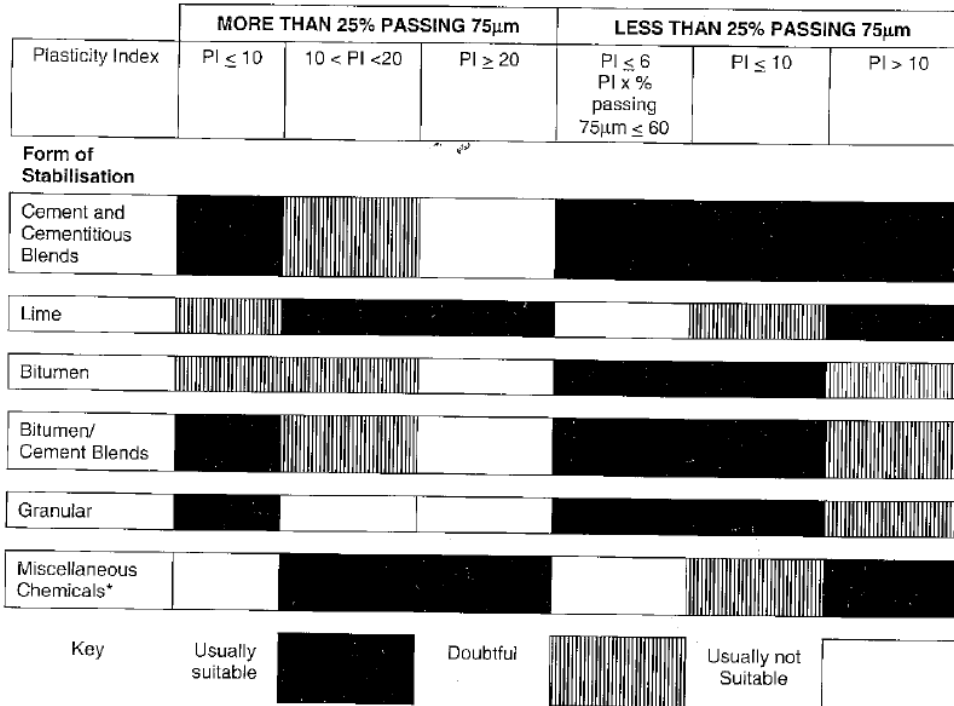 MORE THAN 25% PASSING 75µm
LESS THAN 25% PASSING 75µm
Plasticity Index
PI ≤ 10
10 < PI <20
PI ≥ 20
PI ≤ 6
PI x %
passing
75µm ≤ 60
PI ≤ 10
PI > 10
Form of
Stabilisation
Cement and
Cementitious
Blends
Lime
Bitumen
Bitumen/
Cement Blends
Granular
Miscellaneous
Chemicals*
Key
Usually
suitable
Doubtful
Usually not
Suitable